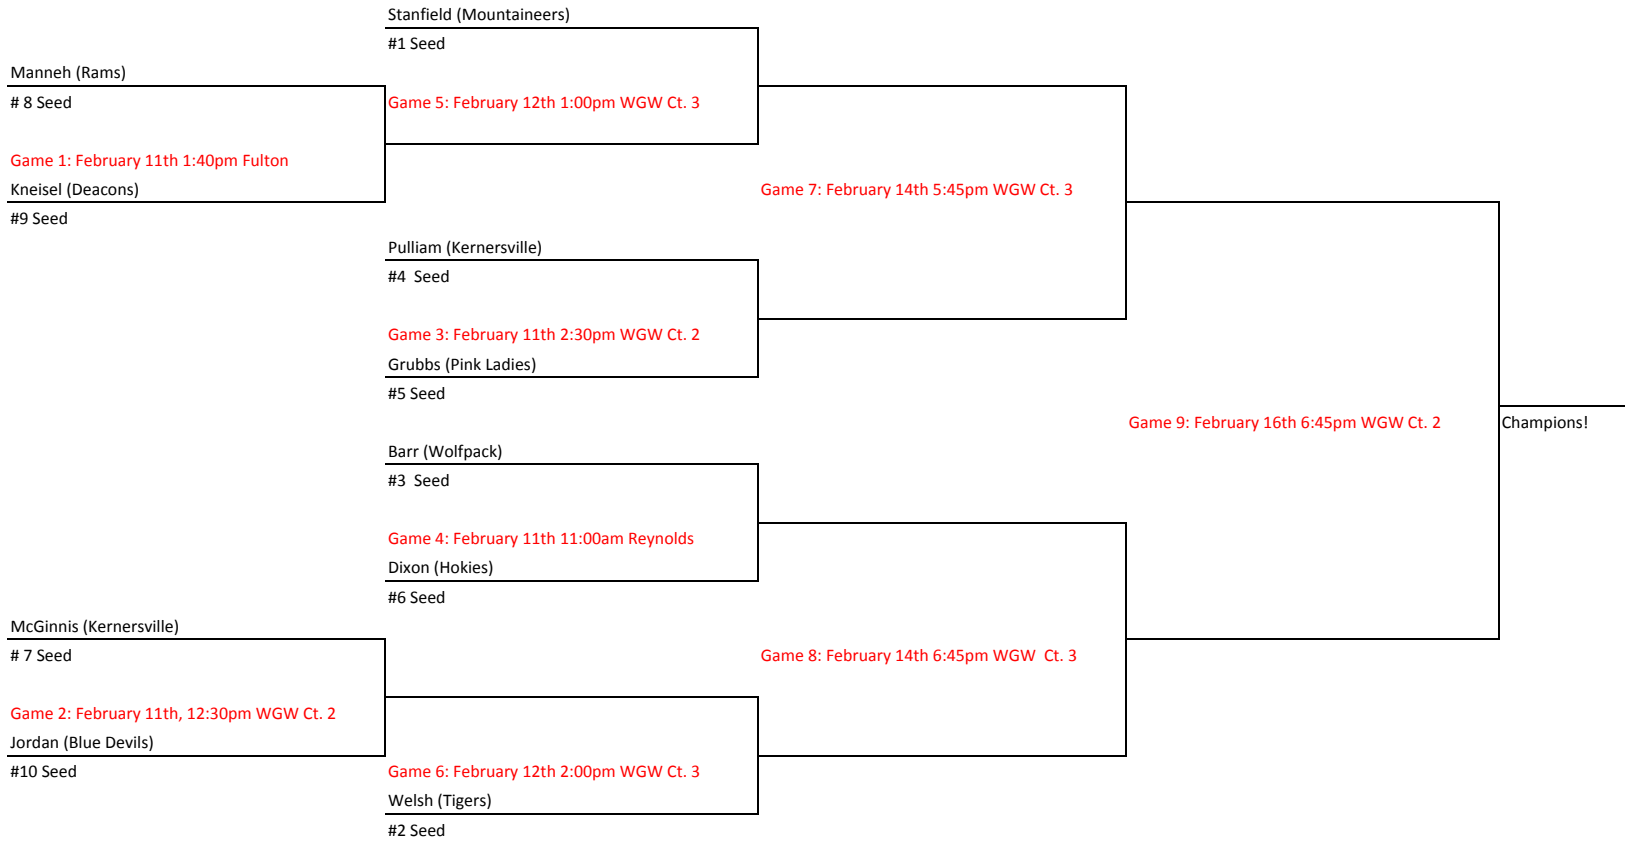 Stanfield (Mountaineers)
#1 Seed
Manneh (Rams)
# 8 Seed
Game 5: February 12th 1:00pm WGW Ct. 3
Game 1: February 11th 1:40pm Fulton
Kneisel (Deacons)
#9 Seed
Game 7: February 14th 5:45pm WGW Ct. 3
Pulliam (Kernersville)
#4  Seed
Game 3: February 11th 2:30pm WGW Ct. 2
Grubbs (Pink Ladies)
#5 Seed
Game 9: February 16th 6:45pm WGW Ct. 2
Champions!
Barr (Wolfpack)
#3  Seed
Game 4: February 11th 11:00am Reynolds
Dixon (Hokies)
#6 Seed
McGinnis (Kernersville)
# 7 Seed
Game 8: February 14th 6:45pm WGW  Ct. 3
Game 2: February 11th, 12:30pm WGW Ct. 2
Jordan (Blue Devils)
#10 Seed
Game 6: February 12th 2:00pm WGW Ct. 3
Welsh (Tigers)
#2 Seed